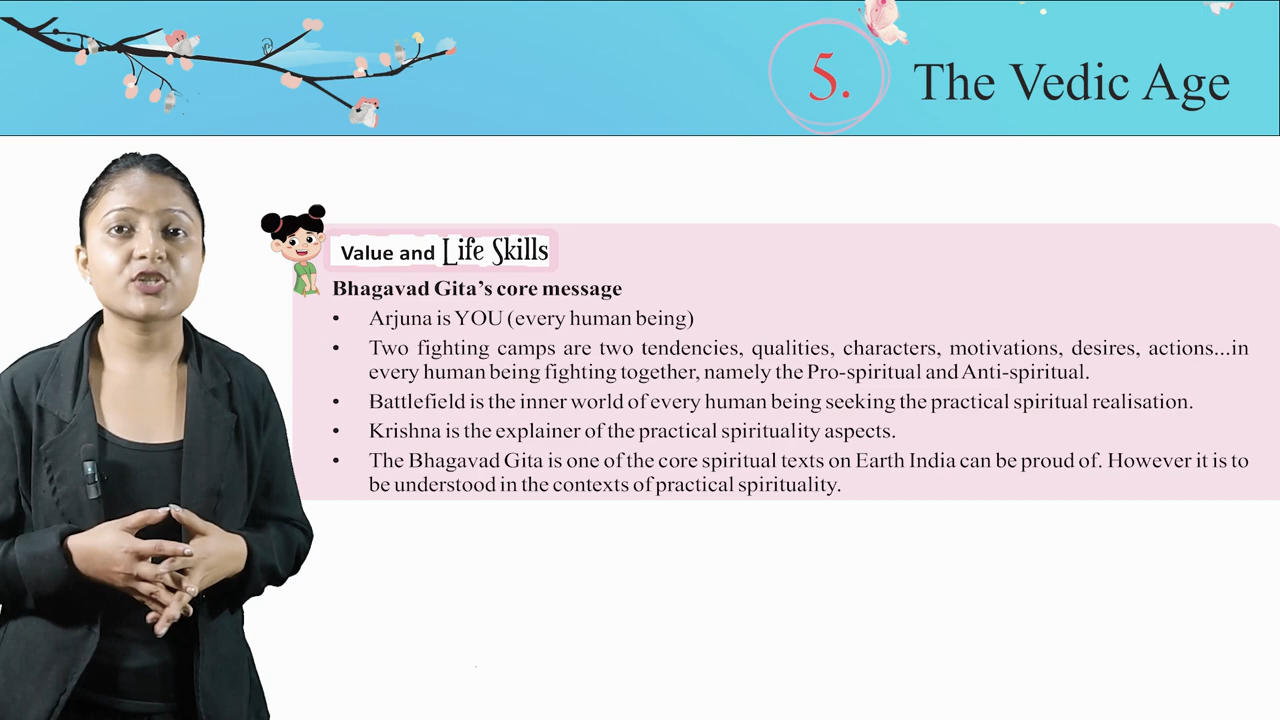 5. The Vedic Age
Value and Life Skills
Bhagavad Gita's core message
• Arjuna is YOU (every human being)
• Two fighting camps are two tendencies, qualities, characters, motivations, desires, actions...in
every human being fighting together, namely the Pro-spiritual and Anti-spiritual.
• Battlefield is the inner world of every human being seeking the practical spiritual realisation.
• Krishna is the explainer of the practical spirituality aspects.
• The Bhagavad Gita is one of the core spiritual texts on Earth India can be proud of. However it is to
be understood in the contexts of practical spirituality.